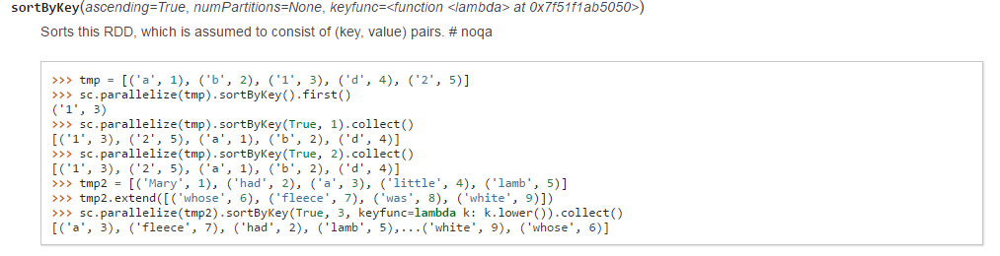 sortByKey(ascending=True, numPartitions=None, keyfunc=<function <lambda> at 0x7f51f1ab5050>)
Sorts this RDD, which is assumed to consist of (key, value) pairs. # noqa
>>> tmp = [('a', 1), ('b', 2), ('1', 3), ('d', 4), ('2', 5)]
>>> sc.parallelize(tmp).sortByKey().first()
('1', 3)
>>> sc.parallelize(tmp).sortByKey(True, 1).collect()
[('1', 3), ('2', 5), ('a', 1), ('b', 2), ('d', 4)]
>>> sc.parallelize(tmp).sortByKey(True, 2).collect()
[('1', 3), ('2', 5), ('a', 1), ('b', 2), ('d', 4)]
>>> tmp2 = [('Mary', 1), ('had', 2), ('a', 3), ('little', 4), ('lamb', 5)]
>>> tmp2.extend([('whose', 6), ('fleece', 7), ('was', 8), ('white', 9)])
>>> sc.parallelize(tmp2).sortByKey(True, 3, keyfunc=lambda k: k.lower()).collect()
[('a', 3), ('fleece', 7), ('had', 2), ('lamb', 5),...('white', 9), ('whose', 6)]